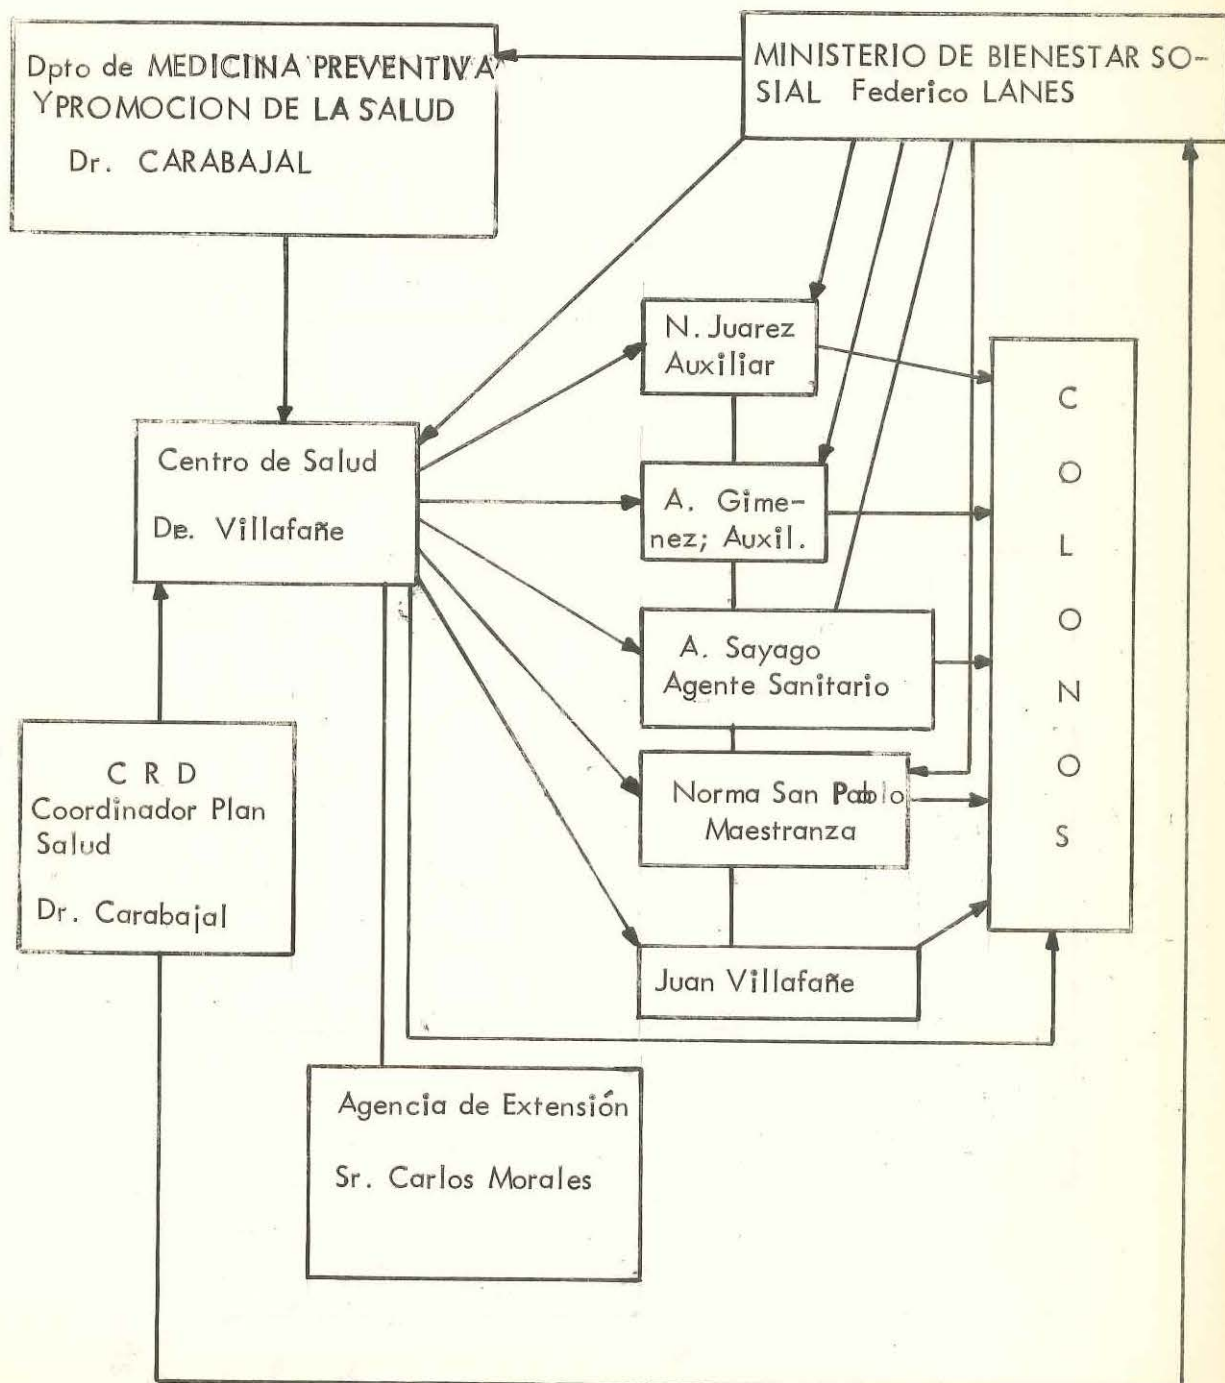 Dpto de MEDICINA PREVENTIVA
Y PROMOCION DE LA SALUD
Dr. CARABAJAL
MINISTERIO DE BIENESTAR SO-
SIAL Federico LANES
N. Juarez
Auxiliar
Centro de Salud
De. Villafañe
A. Gime-
nez; Auxil.
A. Sayago
Agente Sanitario
Norma San Pablo
Maestranza
Juan Villafañe
C
O
L
O
N
O
S
C R D
Coordinador Plan
Salud
Dr. Carabajal
Agencia de Extensión
Sr. Carlos Morales